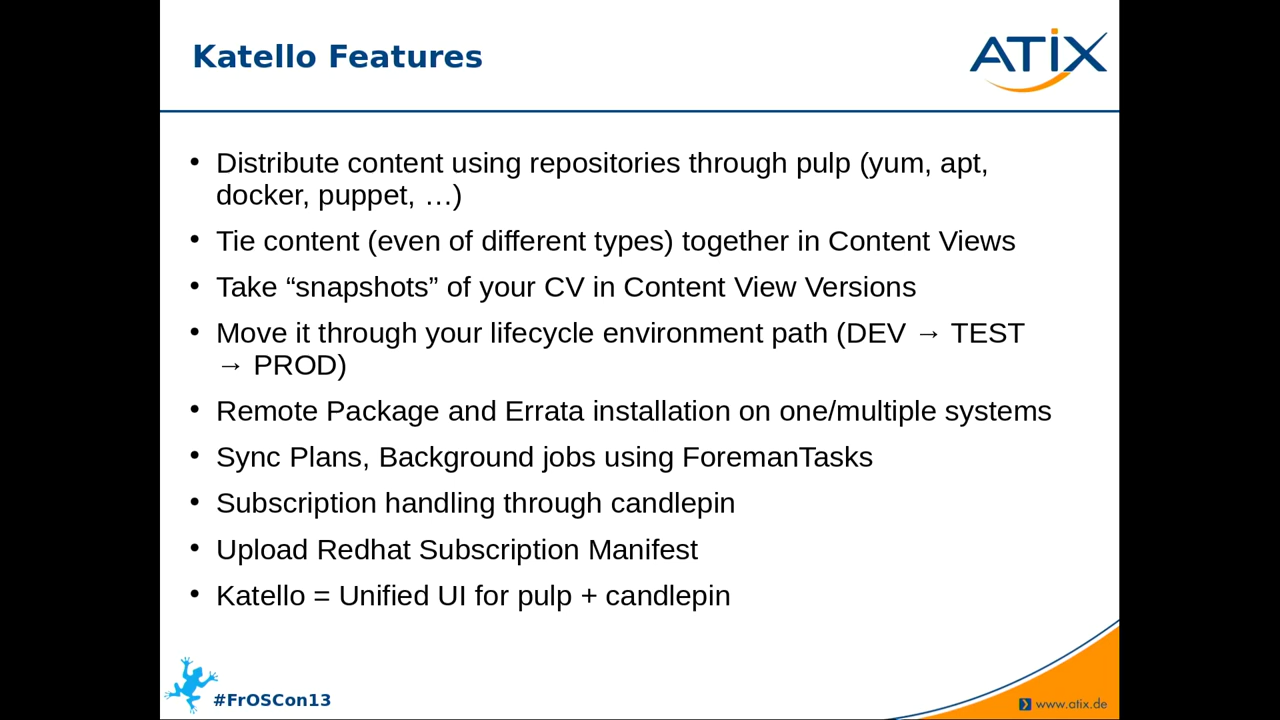 Katello Features
ATIX
• Distribute content using repositories through pulp (yum, apt,
docker, puppet, …)
• Tie content (even of different types) together in Content Views
• Take “snapshots” of your CV in Content View Versions
• Move it through your lifecycle environment path (DEV → TEST
→ PROD)
• Remote Package and Errata installation on one/multiple systems
• Sync Plans, Background jobs using ForemanTasks
• Subscription handling through candlepin
• Upload Redhat Subscription Manifest
• Katello = Unified UI for pulp + candlepin
#FrOSCon13
www.atix.de